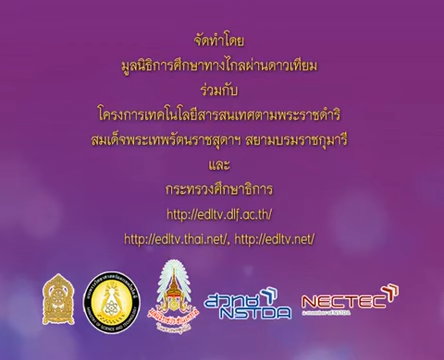 จัดทำโดย
มูลนิธิการศึกษาทางไกลผ่านดาวเทียม
ร่วมกับ
โครงการเทคโนโลยีสารสนเทศตามพระราชดำริ
สมเด็จพระเทพรัตนราชสุดาฯ สยามบรมราชกุมารี
และ
กระทรวงศึกษาธิการ
http://edltv.dlf.ac.th/
http://edltv.thai.net/, http://edltv.net/
สวทช
NSTDA
NECTEC
a member of NSTDA